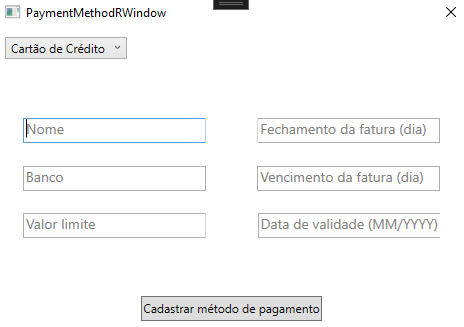 PaymentMethodRWindow
Cartão de Crédito
Nome
Fechamento da fatura (dia)
Banco
Vencimento da fatura (dia)
Valor limite
Data de validade (MM/YYYY)
Cadastrar método de pagamento